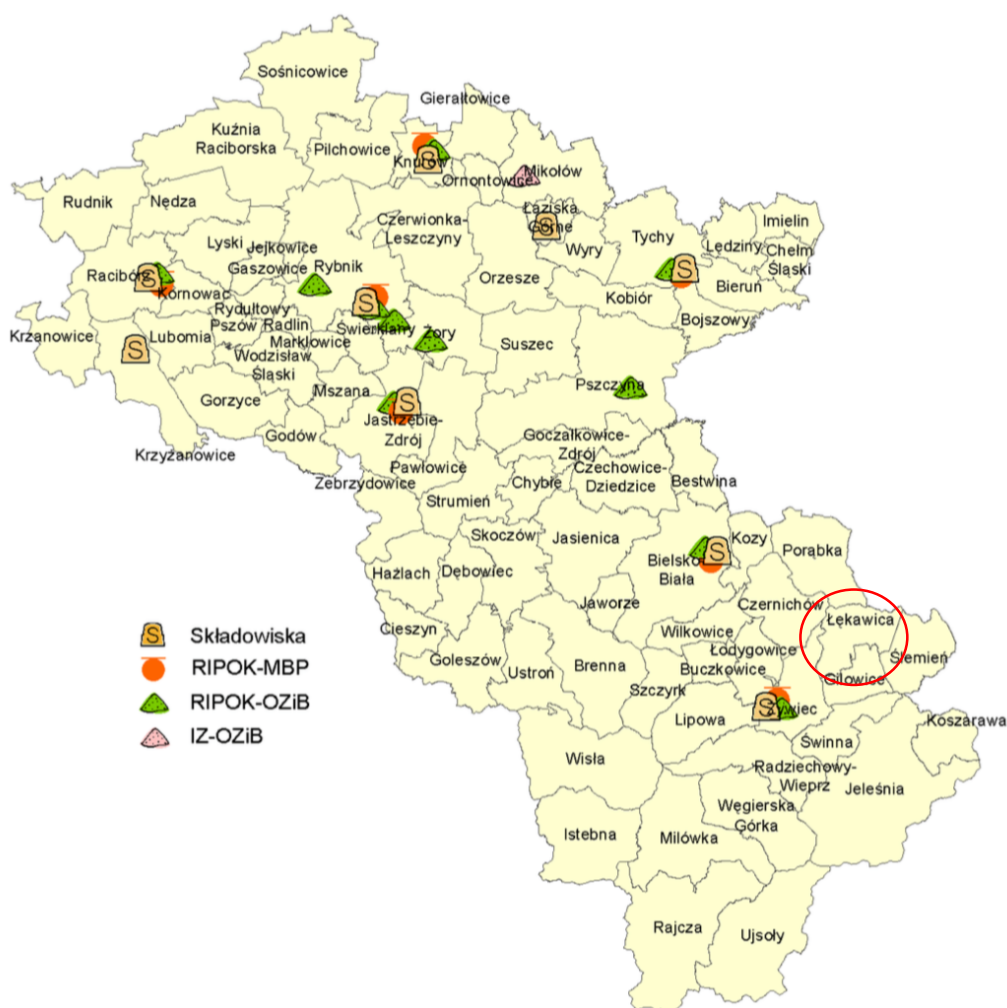 Sośnicowice
Gierałtowice
Kuźnia
Raciborska
Pilchowice
Knurów
Ornontowice
Mikołów
Rudnik
Nędza
Czerwionka-
Leszczyny
Łaziska
Górne
Wyry
Tychy
Lędziny
Imielin
Chełm
Śląski
Lyski
Jejkowice
Gaszowice
Rybnik
Orzesze
Racibórz
Kornowac
Kobiór
Bieruń
Bojszowy
Rydułtowy
Pszów
Radlin
Marklowice
Świerklany
Żory
Krzanowice
Lubomia
Wodzisław
Śląski
Suszec
Mszana
Pszczyna
Gorzyce
Jastrzębie-
Zdrój
Godów
Krzyżanowice
Goczałkowice-
Zdrój
Pawłowice
Zebrzydowice
Chybie
Czechowice-
Dziedzice
Bestwina
Strumień
Skoczów
Jasienica
Kozy
Porąbka
Bielsko-
Biała
Hażlach
Dębowiec
Jaworze
Czernichów
Łękawica
Cieszyn
Wilkowice
Łodygowice
Ślemień
Goleszów
Ustroń
Brenna
Buczkowice
Gilowice
Szczyrk
Żywiec
Lipowa
Koszarawa
Świnna
Wisła
Radziechowy-
Wieprz
Jeleśnia
Węgierska
Górka
Istebna
Milówka
Rajcza
Ujsoły
S Składowiska
RIPOK-MBP
RIPOK-OZiB
IZ-OZiB
S
S
S
S
S
S
S
S
S